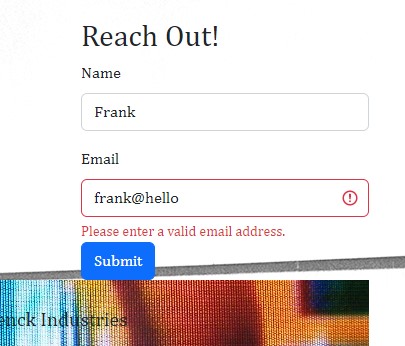 Reach Out!
Name
Frank
Email
frank@hello
Please enter a valid email address.
Submit
enck Industries